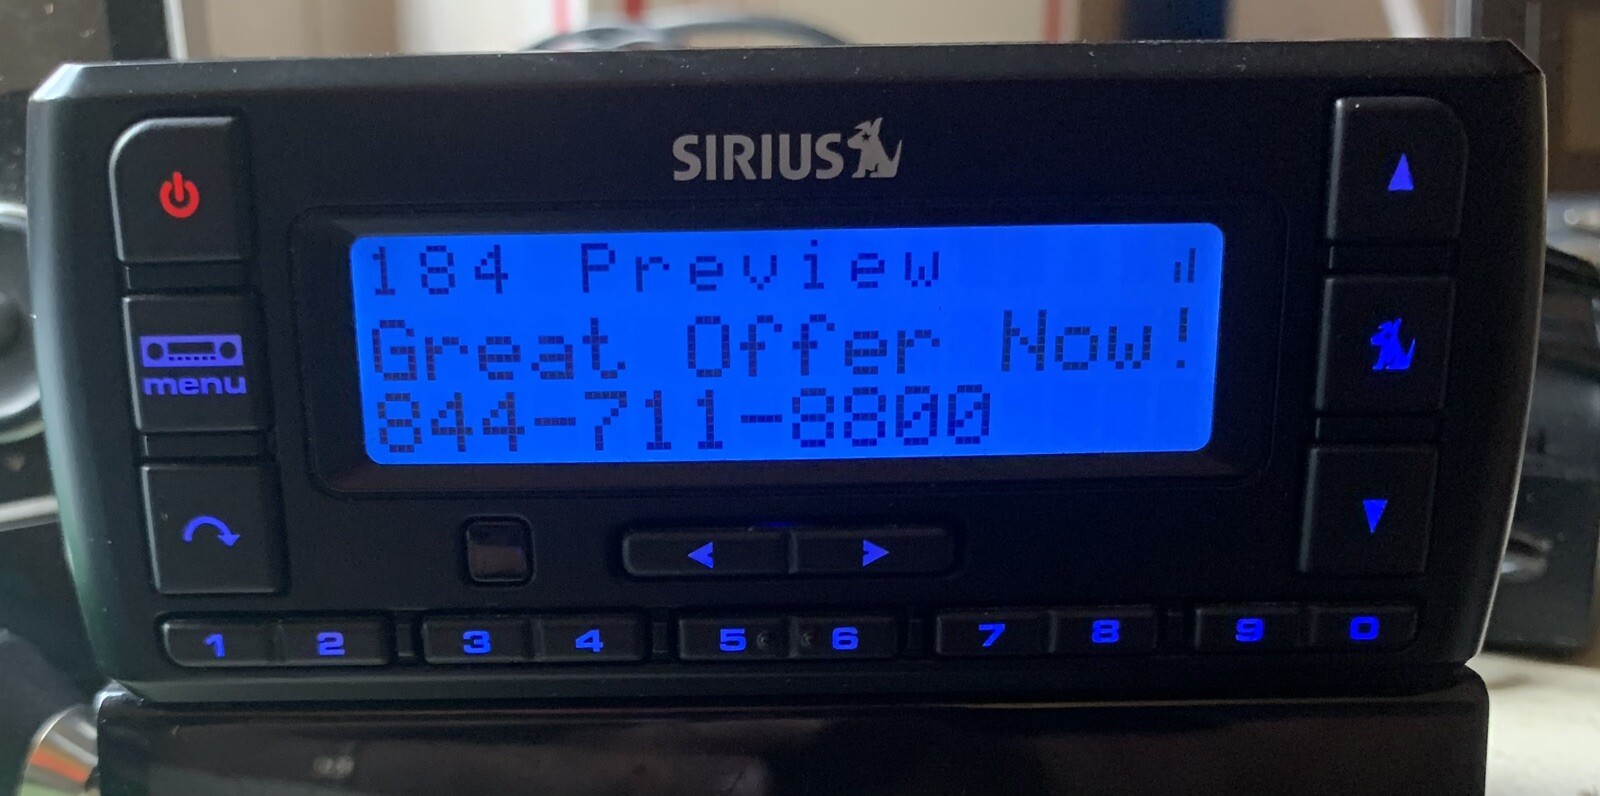 SIRIUS
184 Preview
Great Offer Now!
844-711-8800
menu
1 2 3 4 5 6 7 8 9 0